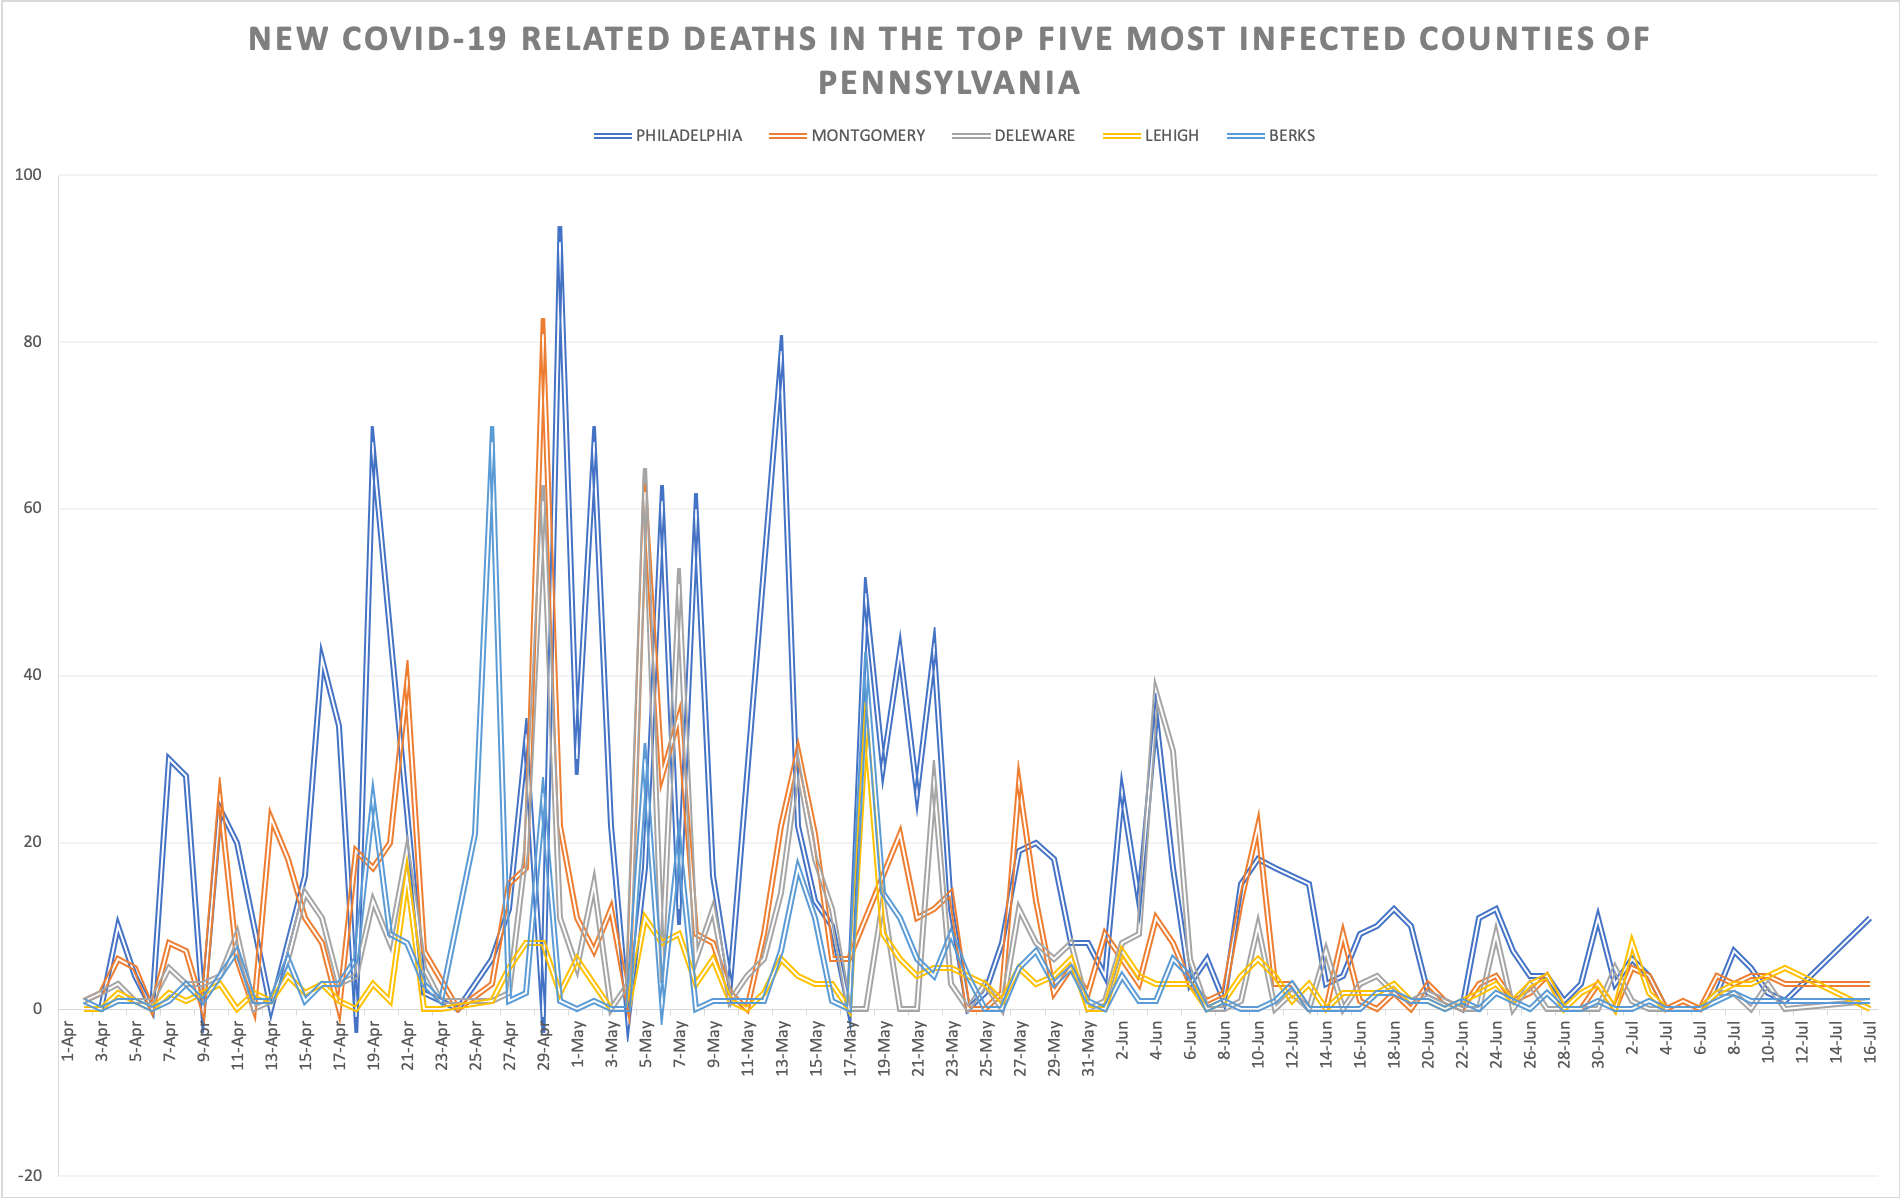 NEW COVID-19 RELATED DEATHS IN THE TOP FIVE MOST INFECTED COUNTIES OF
PENNSYLVANIA
PHILADELPHIA MONTGOMERY DELEWARE LEHIGH BERKS
100
80
60
40
20
0
-20
1-Apr
3-Apr
5-Apr
7-Apr
9-Apr
11-Apr
13-Apr
15-Apr
17-Apr
19-Apr
21-Apr
23-Apr
25-Apr
27-Apr
29-Apr
1-May
3-May
5-May
7-May
9-May
11-May
13-May
15-May
17-May
19-May
21-May
23-May
25-May
27-May
29-May
31-May
2-Jun
4-Jun
6-Jun
8-Jun
10-Jun
12-Jun
14-Jun
16-Jun
18-Jun
20-Jun
22-Jun
24-Jun
26-Jun
28-Jun
30-Jun
2-Jul
4-Jul
6-Jul
8-Jul
10-Jul
12-Jul
14-Jul
16-Jul